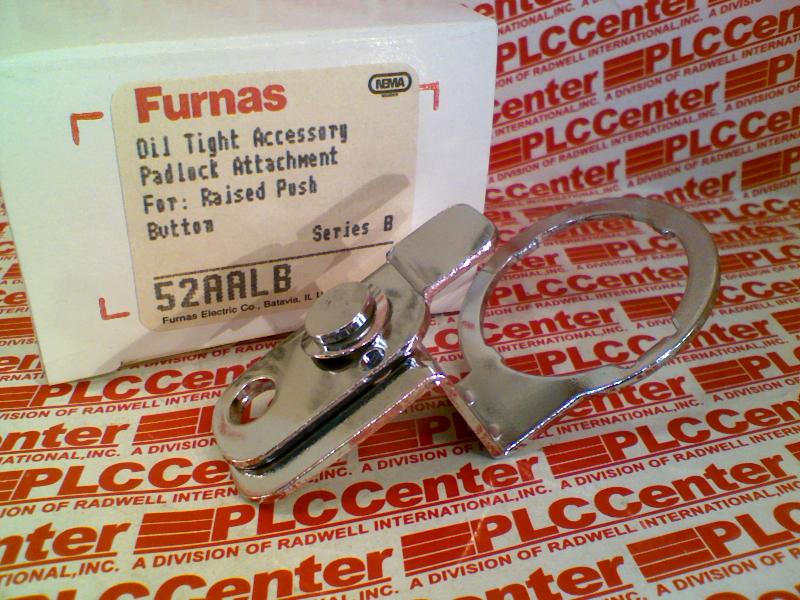 Furnas
NEMA
Oil Tight Accessory
Padlock Attachment
For: Raised Push
Button
Series B
52AALB
Furnas Electric Co., Batavia, IL
PLCCenter
A DIVISION OF RADWELL INTERNATIONAL, INC.